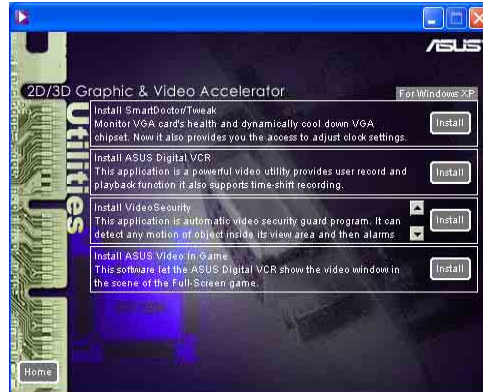 ASUS
2D/3D Graphic & Video Accelerator
For Windows XP
Utilities
Install SmartDoctor/Tweak
Monitor VGA card's health and dynamically cool down VGA
chipset. Now it also provides you the access to adjust clock settings.
Install
Install ASUS Digital VCR
This application is a powerful video utility provides user record and
playback function it also supports time-shift recording.
Install
Install VideoSecurity
This application is automatic video security guard program. It can
detect any motion of object inside its view area and then alarms
Install
Install ASUS Video in Game
This software let the ASUS Digital VCR show the video window in
the scene of the Full-Screen game.
Install
Home